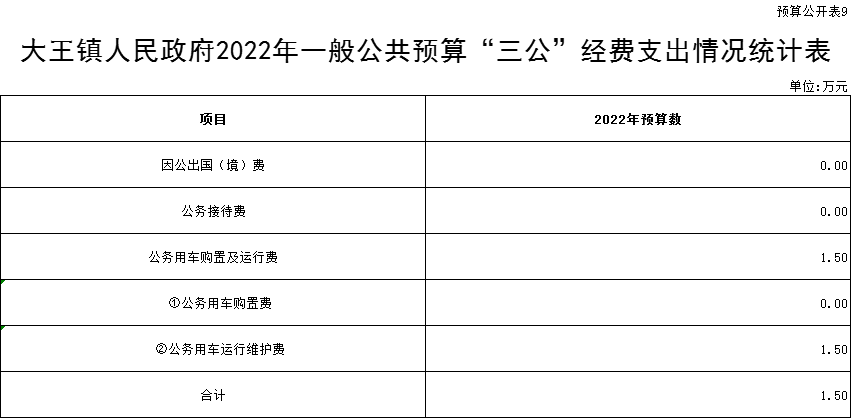 预算公开表9
大王镇人民政府2022年一般公共预算“三公”经费支出情况统计表
单位:万元
项目 2022年预算数
因公出国（境）费 0.00
公务接待费 0.00
公务用车购置及运行费 1.50
①公务用车购置费 0.00
②公务用车运行维护费 1.50
合计 1.50